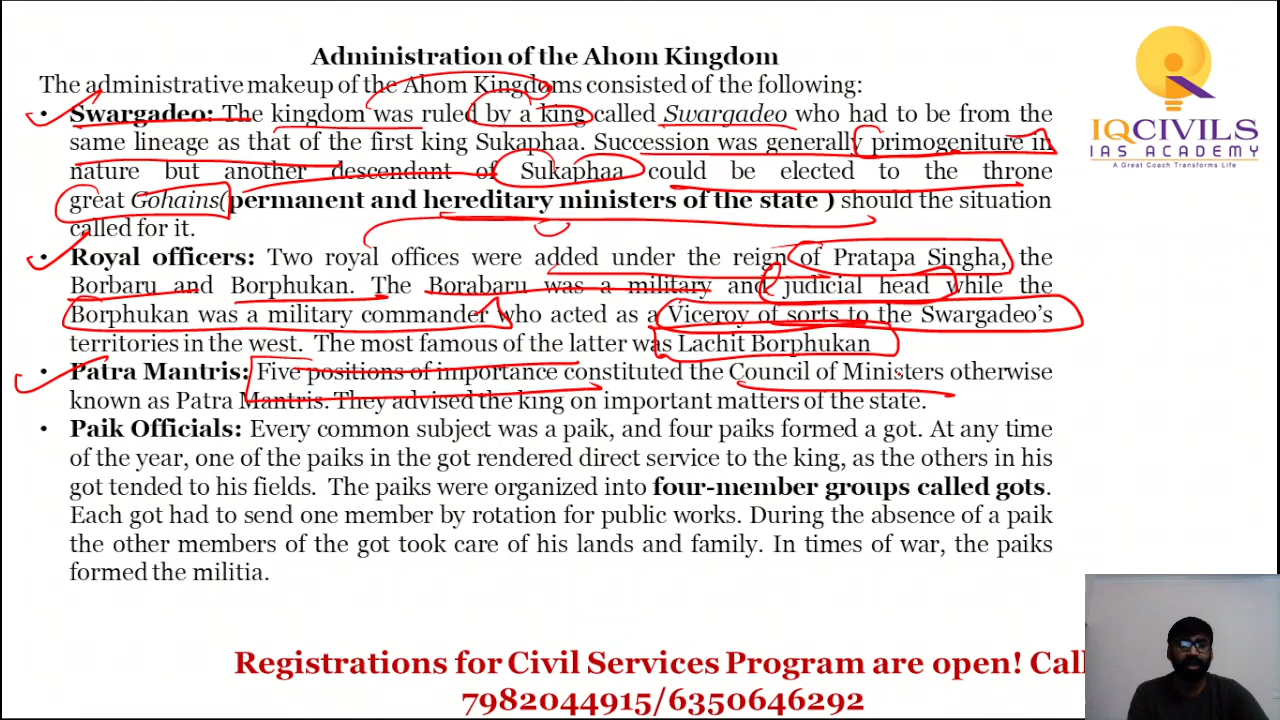 Administration of the Ahom Kingdom
The administrative makeup of the Ahom Kingdoms consisted of the following:
• Swargadeo: The kingdom was ruled by a king called Swargadeo who had to be from the
same lineage as that of the first king Sukaphaa. Succession was generally primogeniture in
nature but another descendant of Sukaphaa could be elected to the throne
great Gohains(permanent and hereditary ministers of the state ) should the situation
called for it.
• Royal officers: Two royal offices were added under the reign of Pratapa Singha, the
Borbaru and Borphukan. The Borabaru was a military and judicial head while the
Borphukan was a military commander who acted as a Viceroy of sorts to the Swargadeo's
territories in the west. The most famous of the latter was Lachit Borphukan
• Patra Mantris: Five positions of importance constituted the Council of Ministers otherwise
known as Patra Mantris. They advised the king on important matters of the state.
• Paik Officials: Every common subject was a paik, and four paiks formed a got. At any time
of the year, one of the paiks in the got rendered direct service to the king, as the others in his
got tended to his fields. The paiks were organized into four-member groups called gots.
Each got had to send one member by rotation for public works. During the absence of a paik
the other members of the got took care of his lands and family. In times of war, the paiks
formed the militia.
IQCIVILS
IAS ACADEMY
A Great Coach Transforms Life
Registrations for Civil Services Program are open! Call
7982044915/6350646292